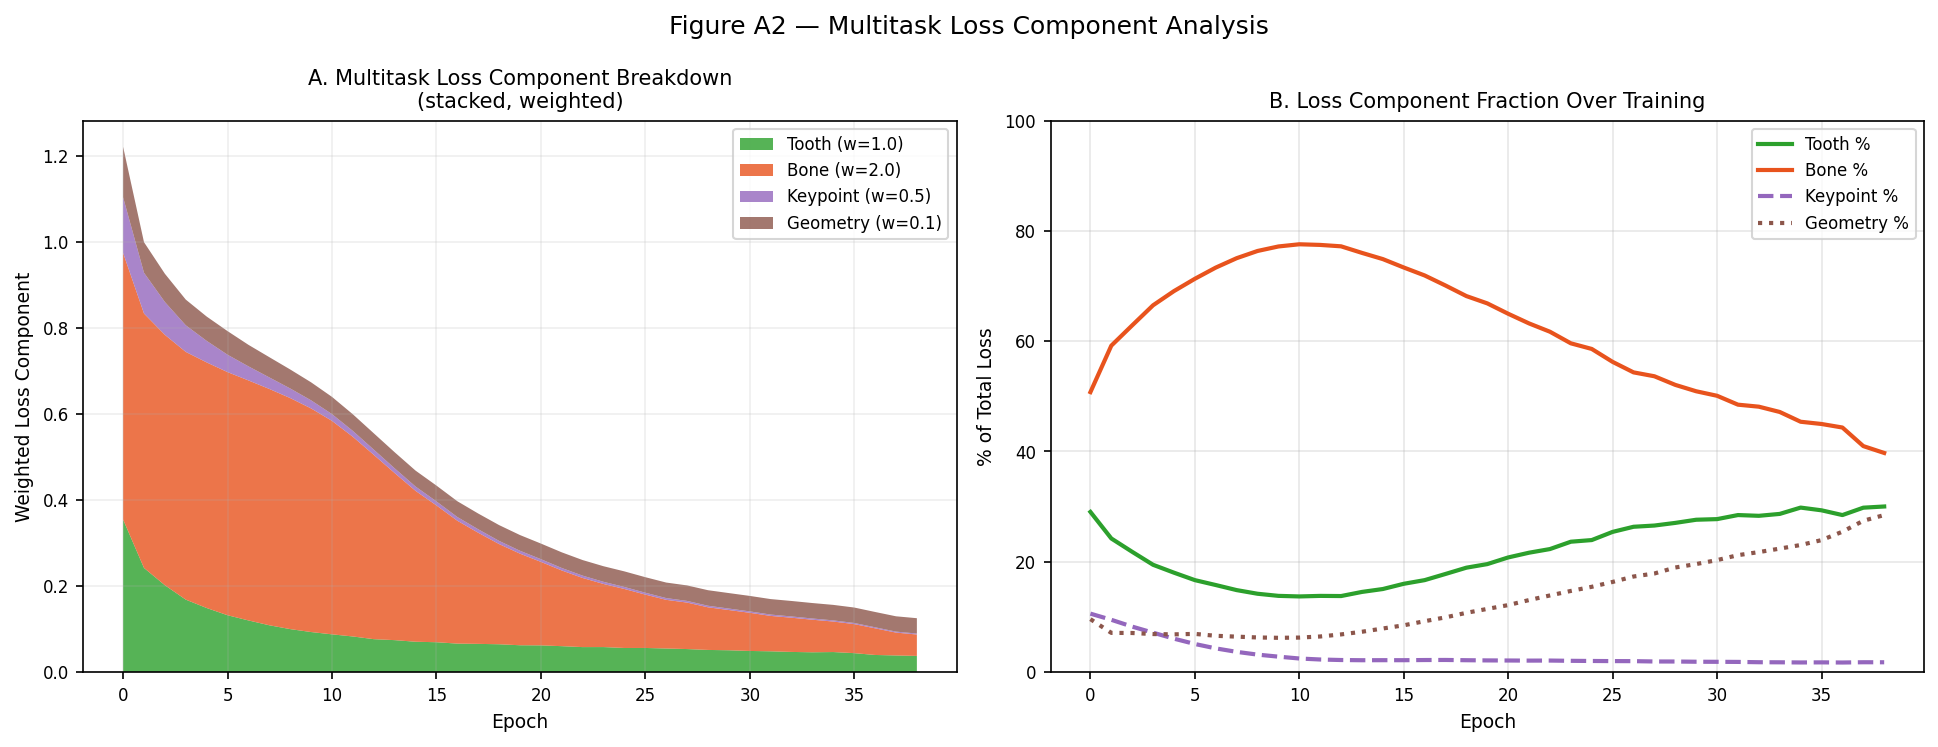 Figure A2 — Multitask Loss Component Analysis
A. Multitask Loss Component Breakdown
(stacked, weighted)
Weighted Loss Component
1.2
1.0
0.8
0.6
0.4
0.2
0.0
Tooth (w=1.0)
Bone (w=2.0)
Keypoint (w=0.5)
Geometry (w=0.1)
0 5 10 15 20 25 30 35
Epoch
B. Loss Component Fraction Over Training
% of Total Loss
100
80
60
40
20
0
Tooth %
Bone %
Keypoint %
Geometry %
0 5 10 15 20 25 30 35
Epoch